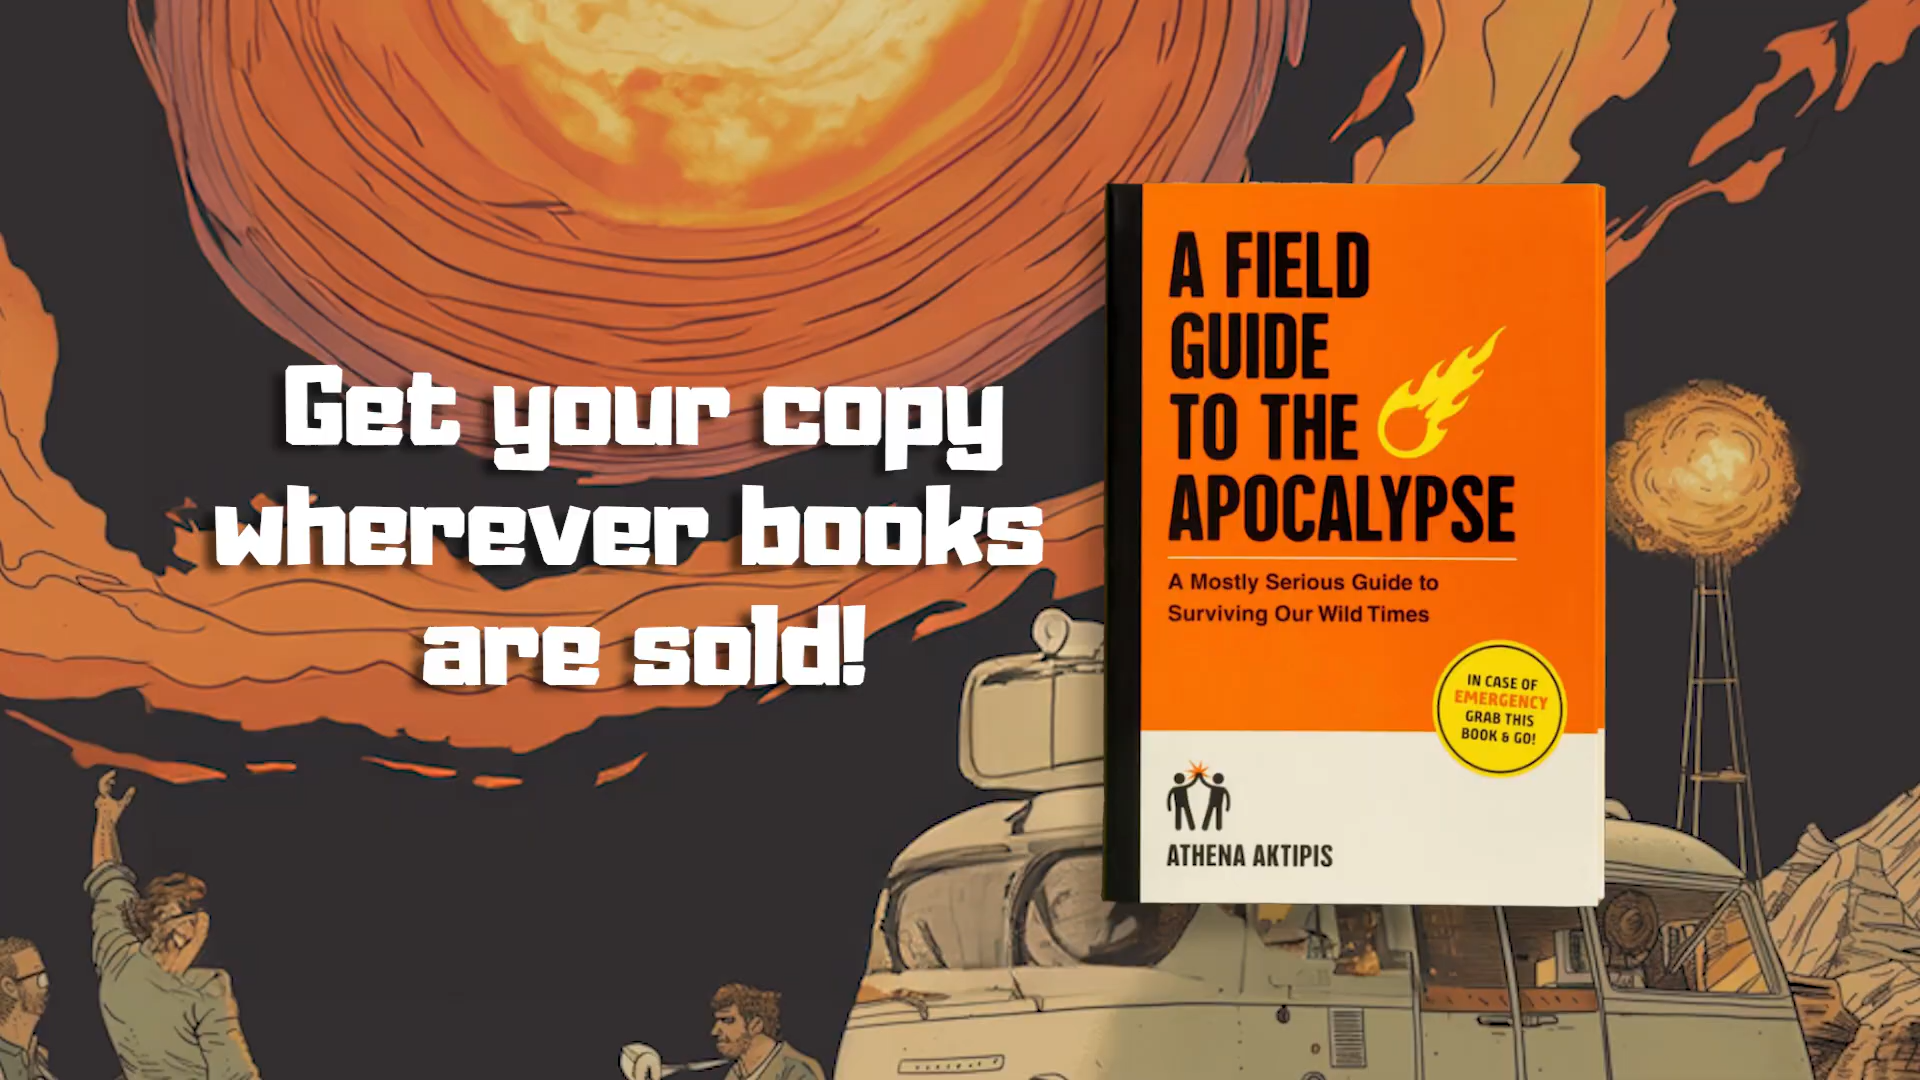 Get your copy
wherever books
are sold!
A FIELD
GUIDE
TO THE
APOCALYPSE
A Mostly Serious Guide to
Surviving Our Wild Times
IN CASE OF
EMERGENCY
GRAB THIS
BOOK & GO!
ATHENA AKTIPIS